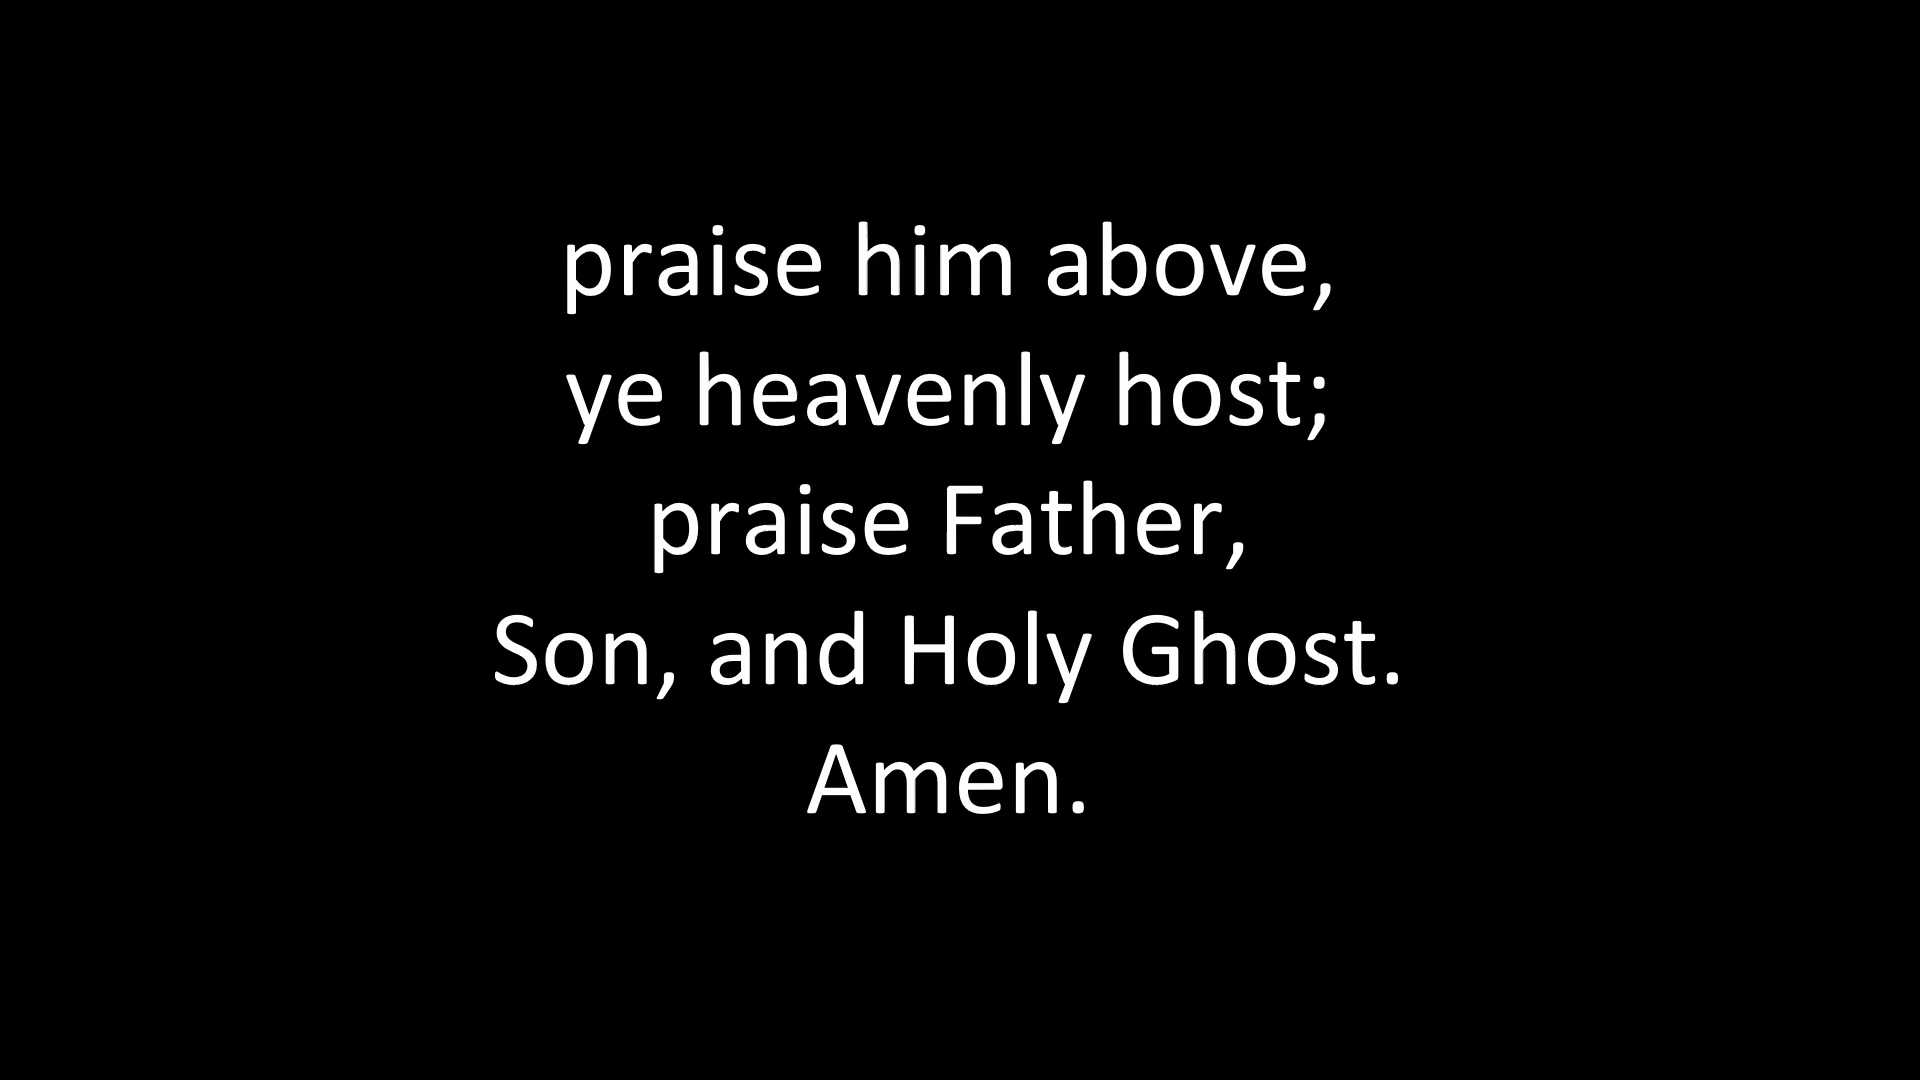 praise him above,
ye heavenly host;
praise Father,
Son, and Holy Ghost.
Amen.